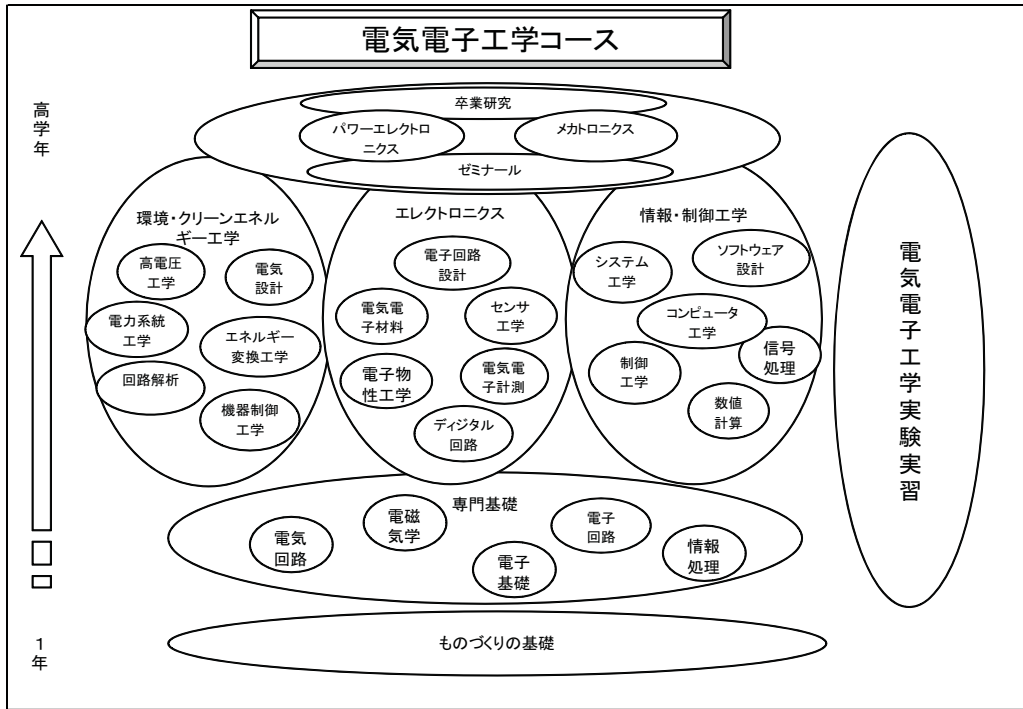 電気電子工学コース
高学年
卒業研究
パワーエレクトロ
ニクス
メカトロニクス
ゼミナール
環境・クリーンエネル
ギー工学
高電圧
工学
電気
設計
電力系統
工学
エネルギー
変換工学
回路解析
機器制御
工学
エレクトロニクス
電子回路
設計
電気電
子材料
センサ
工学
電子物
性工学
電気電
子計測
ディジタル
回路
情報・制御工学
システム
工学
ソフトウェア
設計
コンピュータ
工学
信号
処理
制御
工学
数値
計算
専門基礎
電気
回路
電磁
気学
電子
基礎
電子
回路
情報
処理
ものづくりの基礎
1年
電気電子工学実験実習